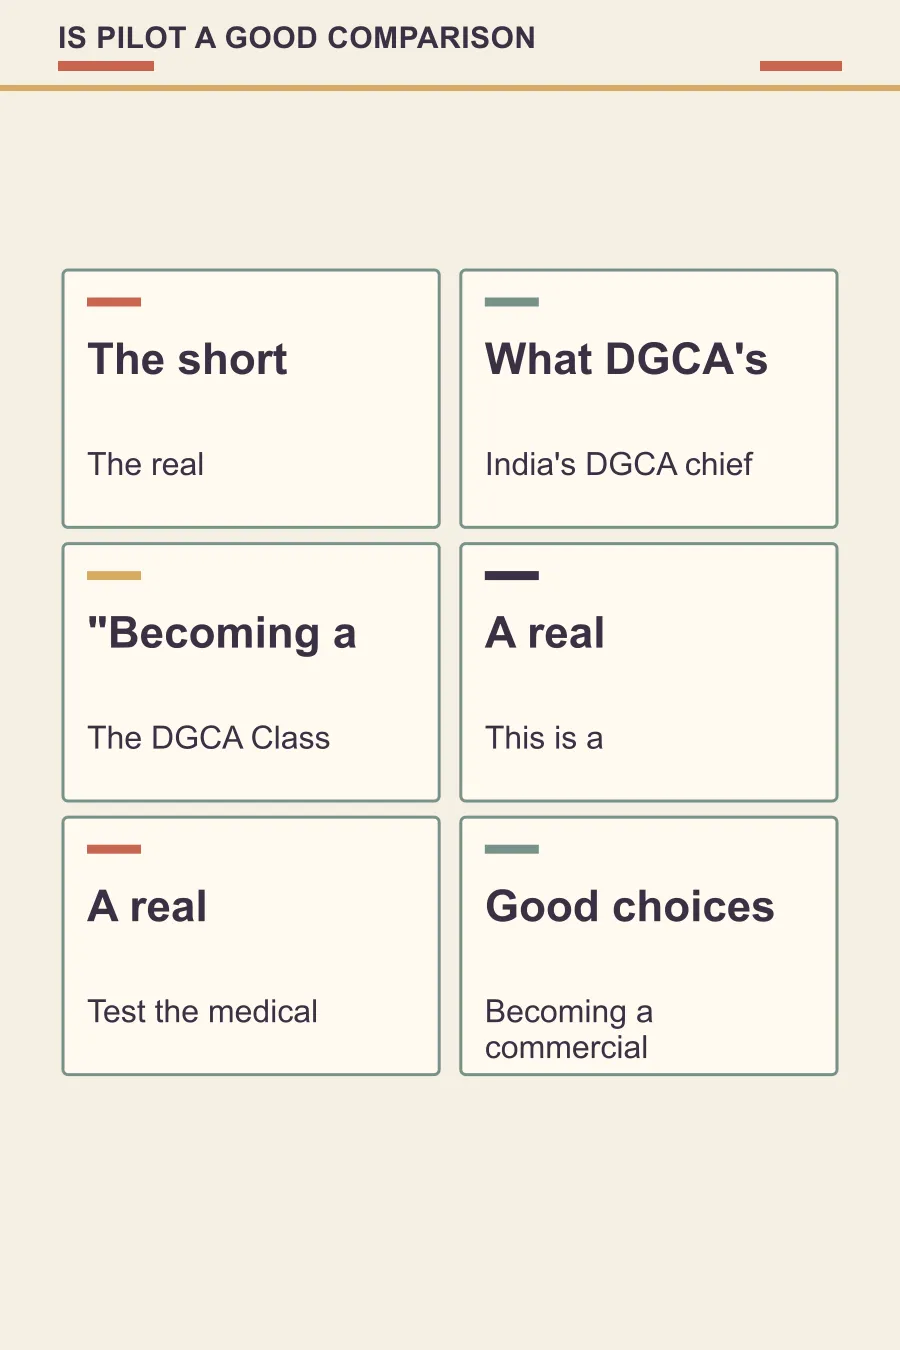 IS PILOT A GOOD COMPARISON
The short
The real
What DGCA's
India's DGCA chief
"Becoming a
The DGCA Class
A real
This is a
A real
Test the medical
Good choices
Becoming a
commercial